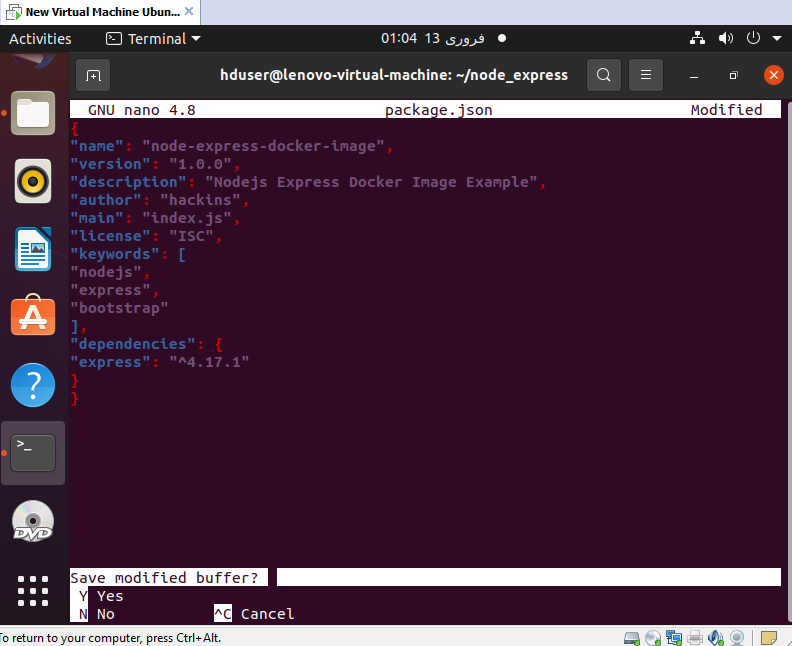 New Virtual Machine Ubun...
Activities
Terminal
01:04 13 فوری
hduser@lenovo-virtual-machine: ~/node_express
GNU nano 4.8 package.json Modified
{
"name": "node-express-docker-image",
"version": "1.0.0",
"description": "Nodejs Express Docker Image Example",
"author": "hackins",
"main": "index.js",
"license": "ISC",
"keywords": [
"nodejs",
"express",
"bootstrap"
],
"dependencies": {
"express": "^4.17.1"
}
}
>_
DVD
Save modified buffer?
Y Yes
N No ^C Cancel
To return to your computer, press Ctrl+Alt.